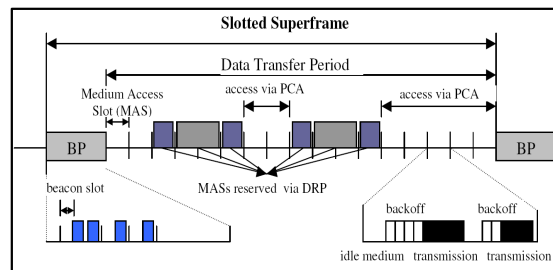 Slotted Superframe
Data Transfer Period
Medium Access
Slot (MAS)
access via PCA
access via PCA
BP
BP
MASs reserved via DRP
beacon slot
backoff
backoff
idle medium
transmission
transmission